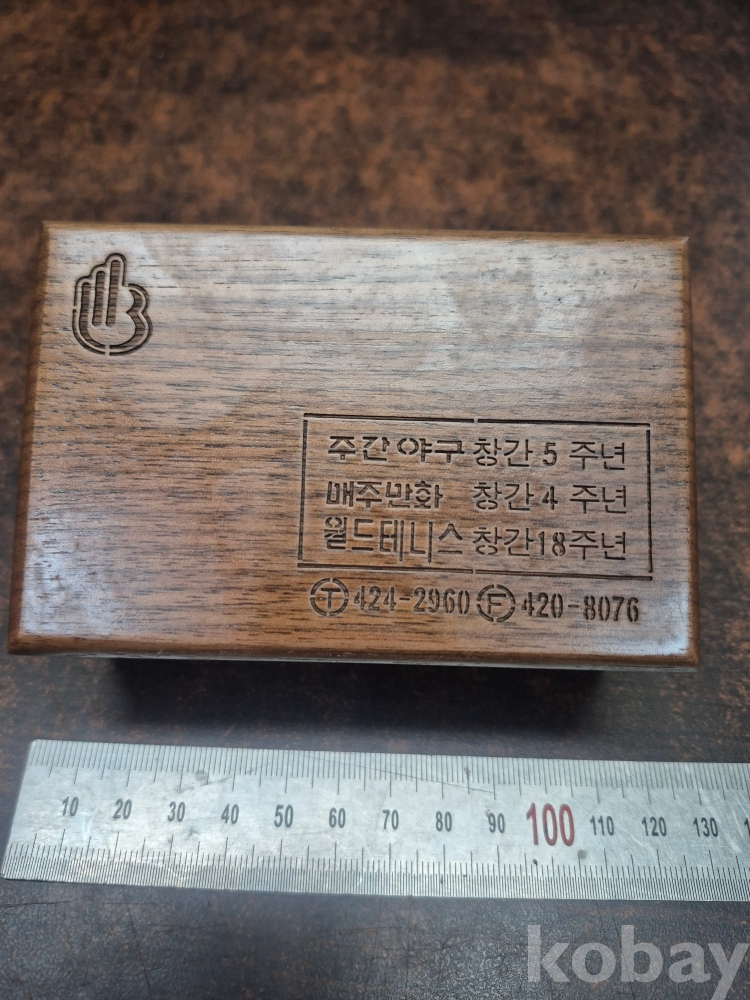 주간야구 창간 5 주년
매주만화 창간 4 주년
월드테니스 창간18주년
Ⓣ 424-2960 Ⓕ 420-8076
10 20 30 40 50 60 70 80 90 100 110 120 130
kobay